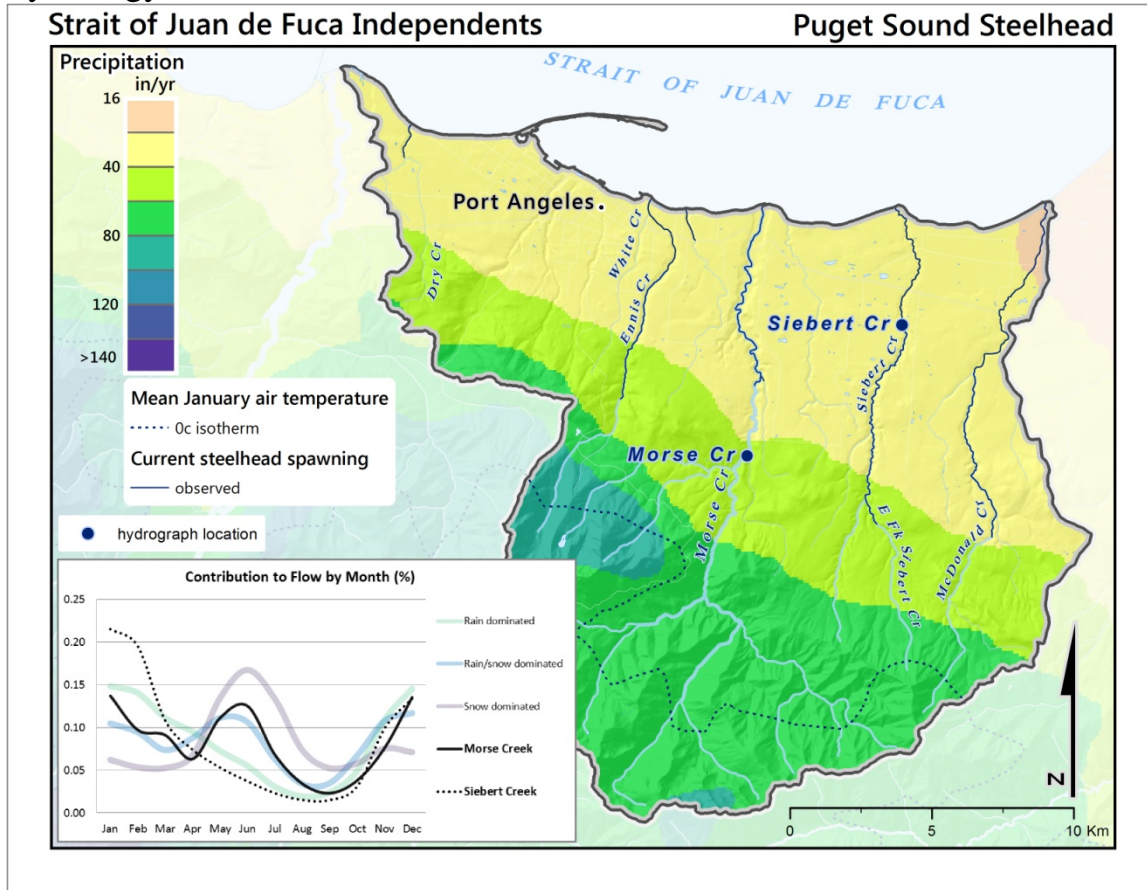 Strait of Juan de Fuca Independents
Puget Sound Steelhead
Precipitation
in/yr
16
40
80
120
>140
STRAIT OF JUAN DE FUCA
Port Angeles
Dry Cr
White Cr
Ennis Cr
Siebert Cr
Siebert Cr
Morse Cr
Morse Cr
E Fk Siebert Cr
McDonald Cr
Mean January air temperature
0c isotherm
Current steelhead spawning
observed
hydrograph location
Contribution to Flow by Month (%)
0.25
0.20
0.15
0.10
0.05
0.00
Jan Feb Mar Apr May Jun Jul Aug Sep Oct Nov Dec
Rain dominated
Rain/snow dominated
Snow dominated
Morse Creek
Siebert Creek
N
0 5 10 Km